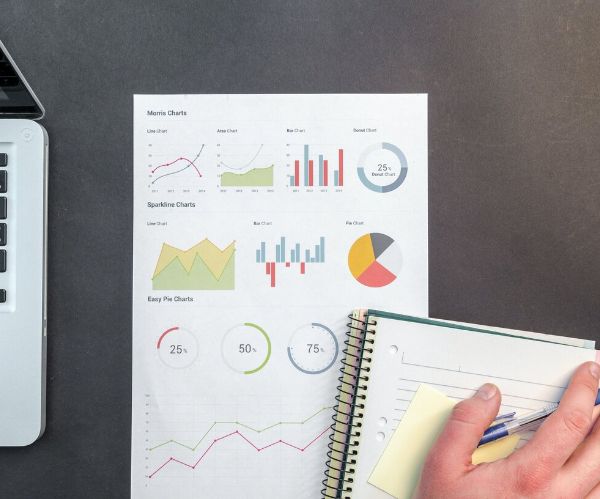 Morris Charts
Line Chart
Area Chart
Bar Chart
Donut Chart
25%
Donut Chart
Sparkline Charts
Line Chart
Bar Chart
Pie Chart
Easy Pie Charts
25%
50%
75%